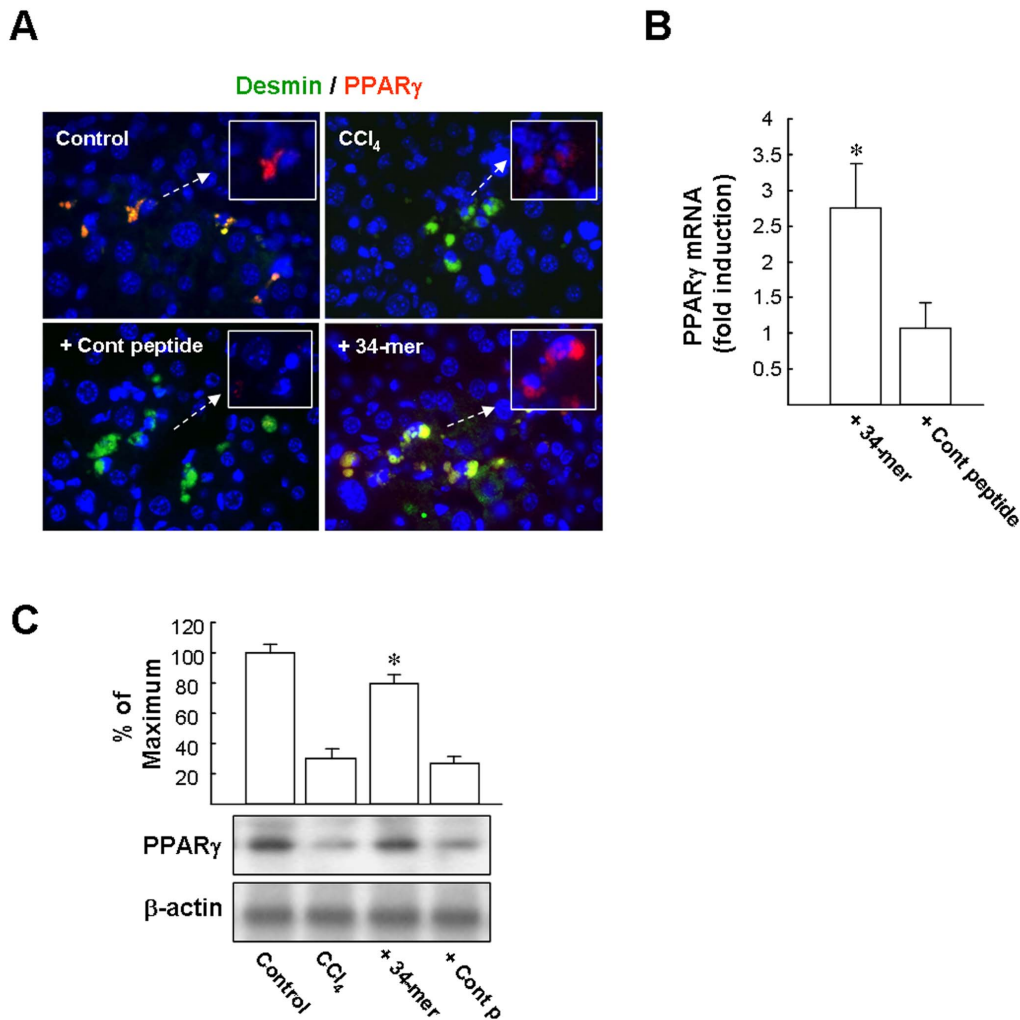 A
Desmin / PPARγ
Control
CCl4
+ Cont peptide
+ 34-mer
B
PPARγ mRNA
(fold induction)
4
3.5
3
2.5
2
1.5
1
0.5
*
+ 34-mer
+ Cont peptide
C
% of
Maximum
120
100
80
60
40
20
*
PPARγ
β-actin
Control
CCl4
+ 34-mer
+ Cont p